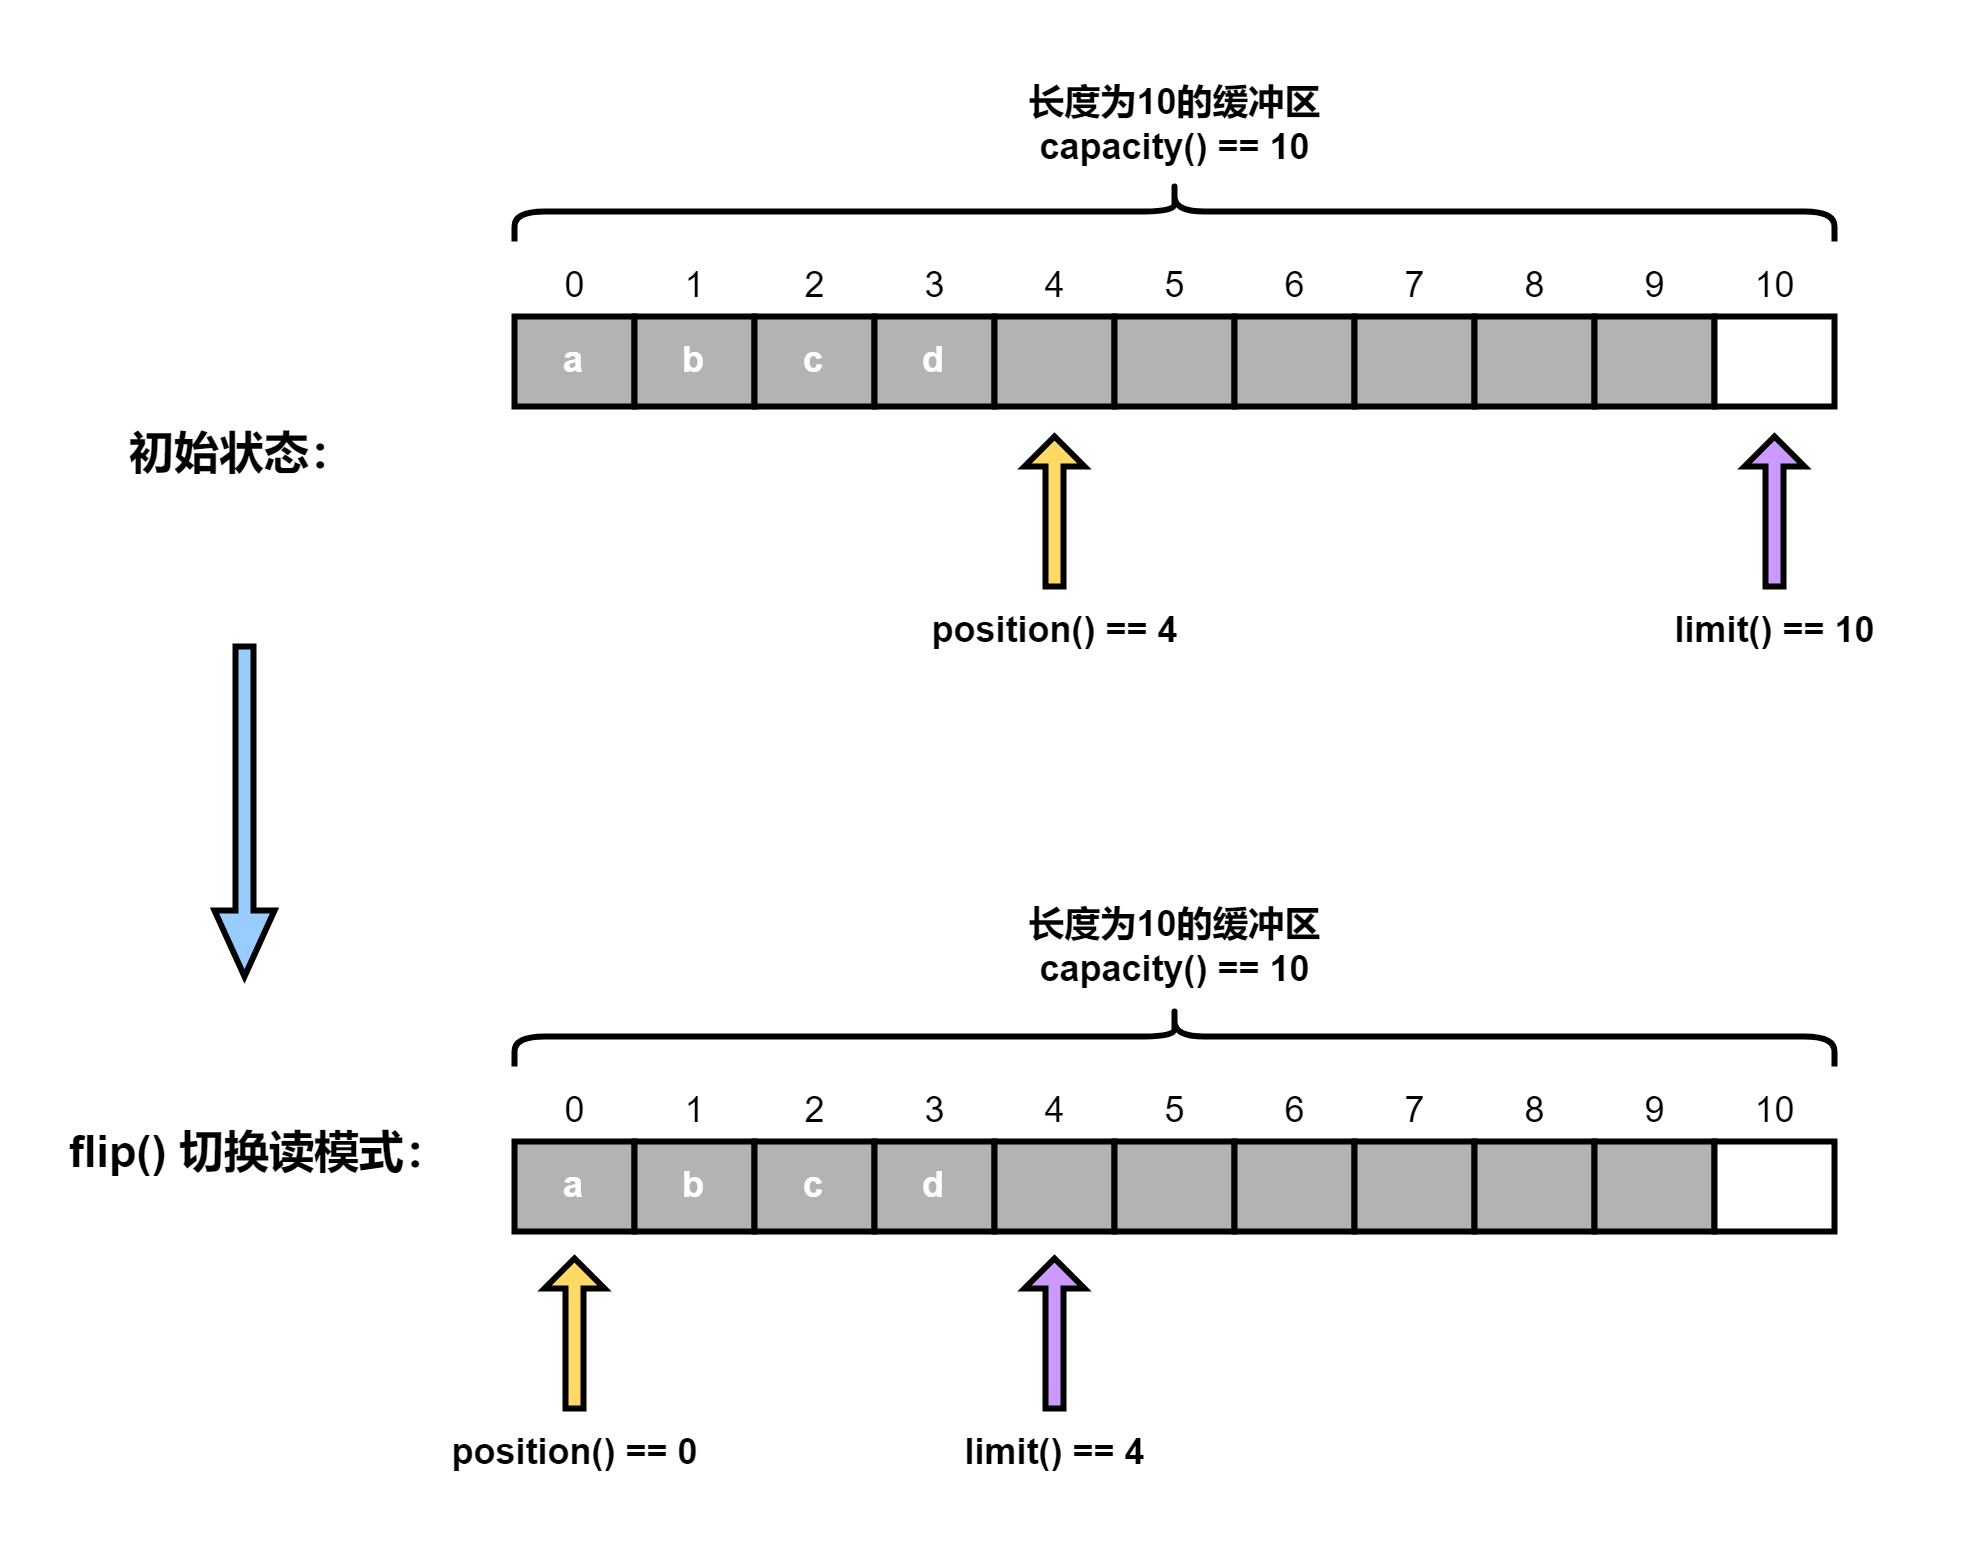 长度为10的缓冲区
capacity() == 10
0 1 2 3 4 5 6 7 8 9 10
a b c d
初始状态：
position() == 4
limit() == 10
长度为10的缓冲区
capacity() == 10
0 1 2 3 4 5 6 7 8 9 10
flip() 切换读模式：
a b c d
position() == 0
limit() == 4